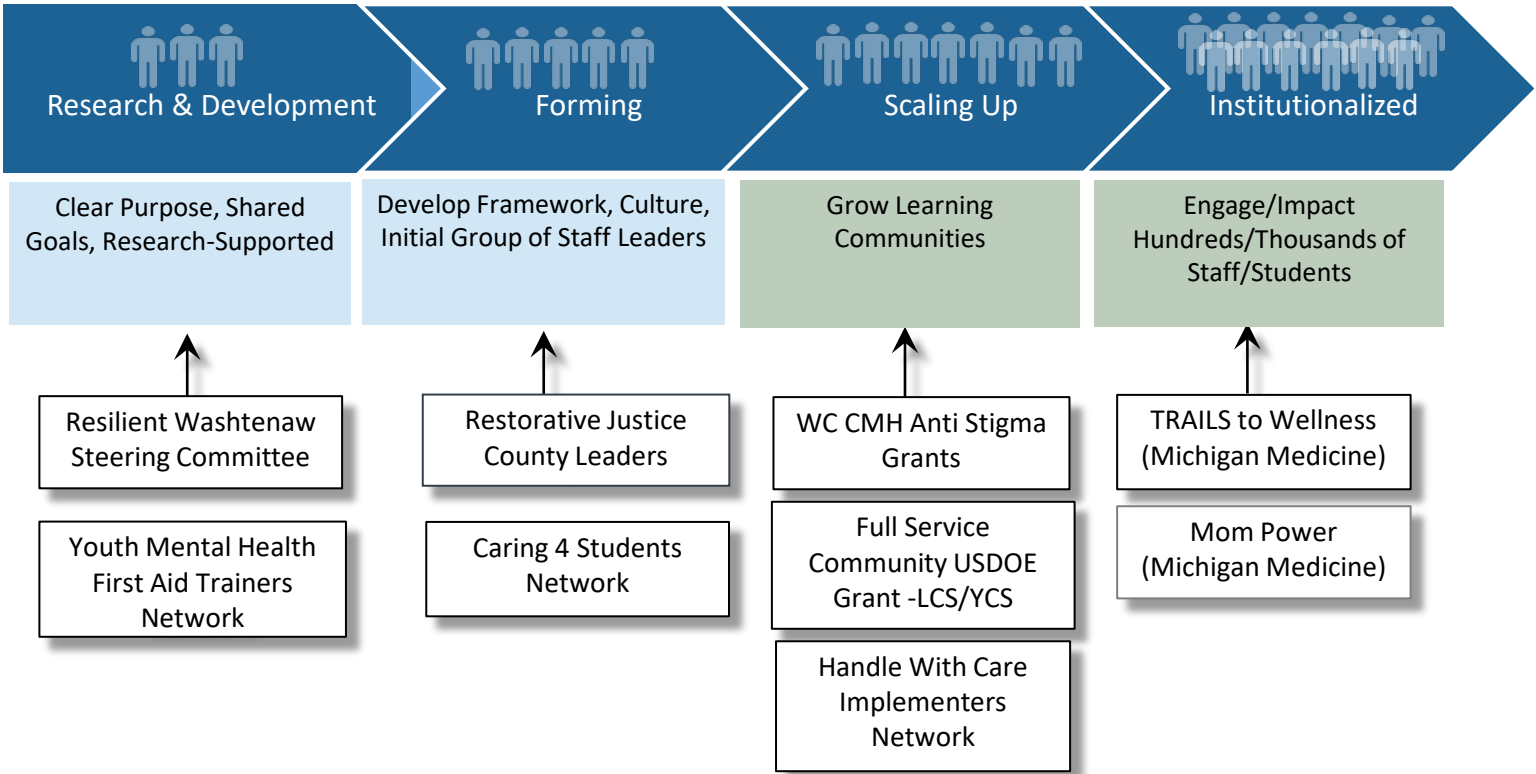 Research & Development
Forming
Scaling Up
Institutionalized
Clear Purpose, Shared
Goals, Research-Supported
Develop Framework, Culture,
Initial Group of Staff Leaders
Grow Learning
Communities
Engage/Impact
Hundreds/Thousands of
Staff/Students
Resilient Washtenaw
Steering Committee
Youth Mental Health
First Aid Trainers
Network
Restorative Justice
County Leaders
Caring 4 Students
Network
WC CMH Anti Stigma
Grants
Full Service
Community USDOE
Grant -LCS/YCS
Handle With Care
Implementers
Network
TRAILS to Wellness
(Michigan Medicine)
Mom Power
(Michigan Medicine)